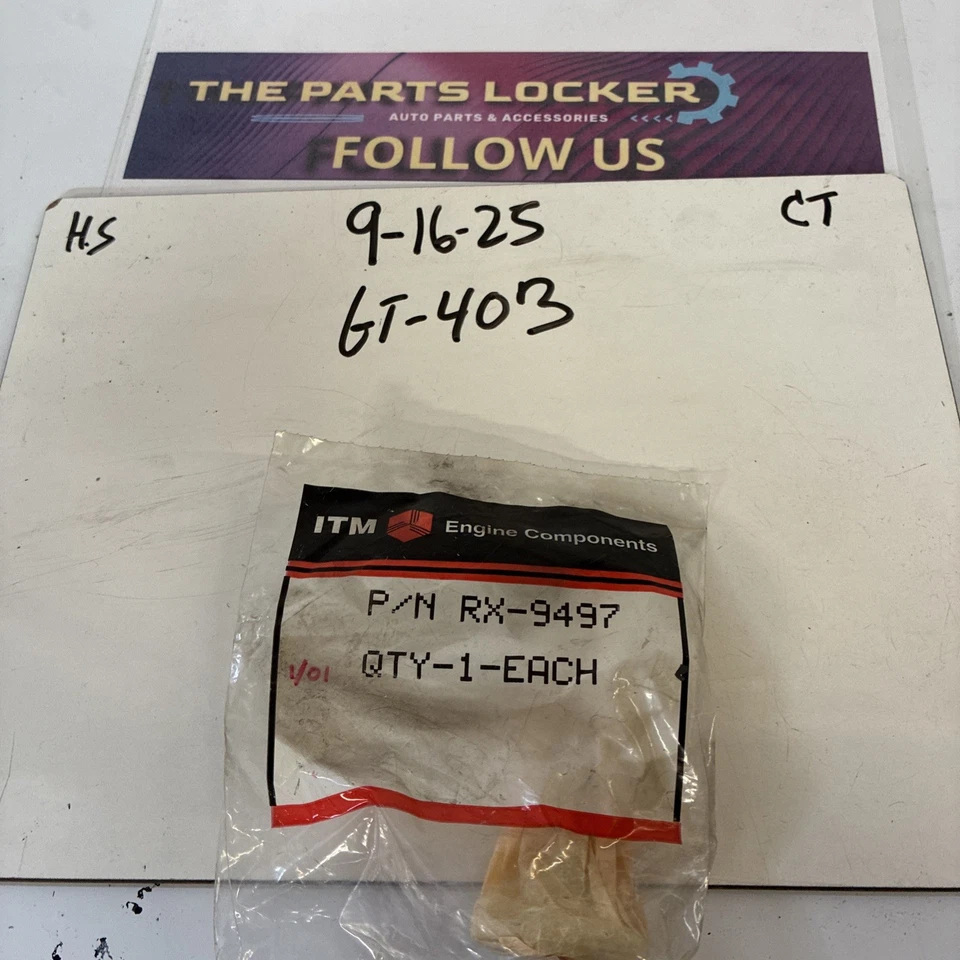 THE PARTS LOCKER
AUTO PARTS & ACCESSORIES <<<<
FOLLOW US
H.S 9-16-25 CT
GT-40B
ITM Engine Components
P/N RX-9497
1/01 QTY-1-EACH